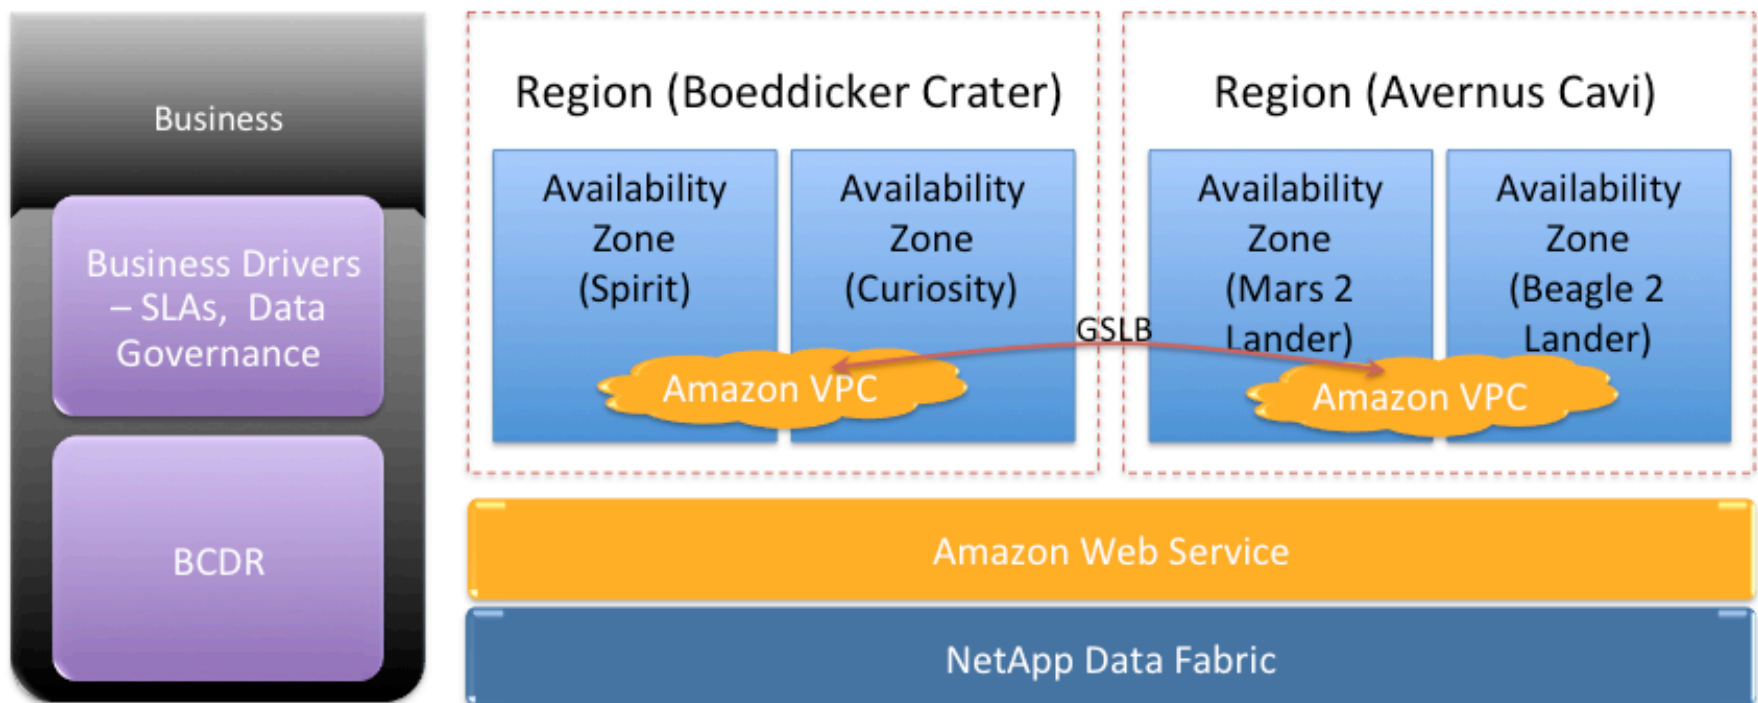 Business
Business Drivers
– SLAs, Data
Governance
BCDR
Region (Boeddicker Crater)
Availability
Zone
(Spirit)
Availability
Zone
(Curiosity)
Amazon VPC
GSLB
Region (Avernus Cavi)
Availability
Zone
(Mars 2
Lander)
Availability
Zone
(Beagle 2
Lander)
Amazon VPC
Amazon Web Service
NetApp Data Fabric